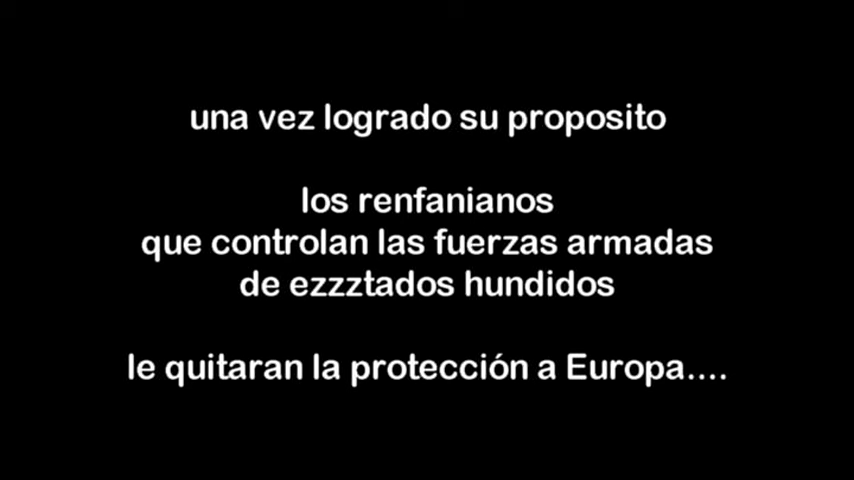 una vez logrado su proposito
los renfanianos
que controlan las fuerzas armadas
de ezzztados hundidos
le quitaran la protección a Europa....